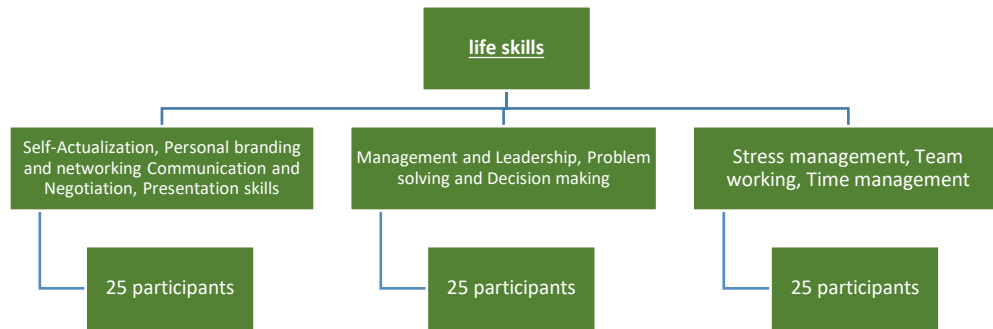 life skills
Self-Actualization, Personal branding
and networking Communication and
Negotiation, Presentation skills
Management and Leadership, Problem
solving and Decision making
Stress management, Team
working, Time management
25 participants
25 participants
25 participants